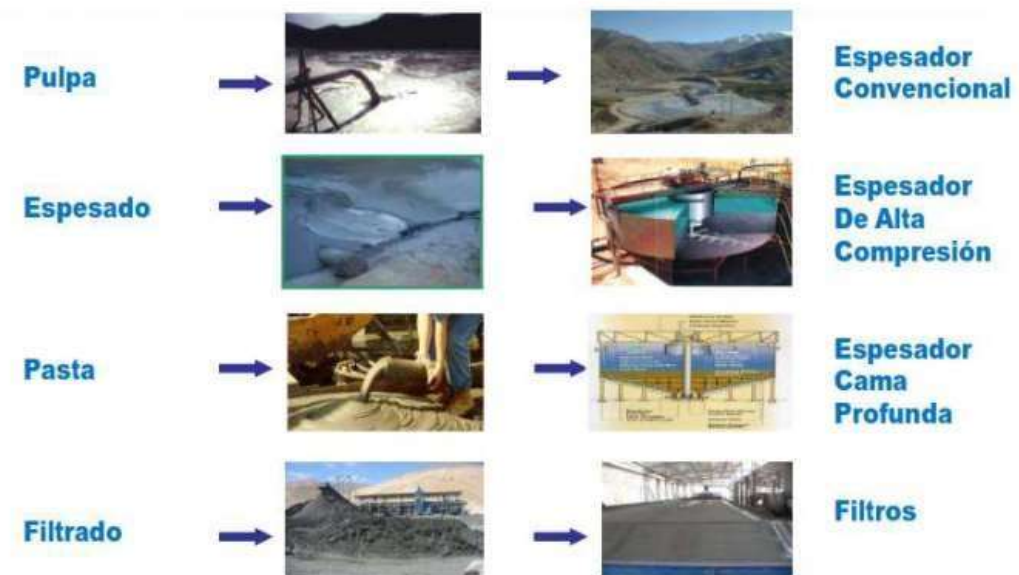 Pulpa
Espesador
Convencional
Espesado
Espesador
De Alta
Compresión
Pasta
Espesador
Cama
Profunda
Filtrado
Filtros